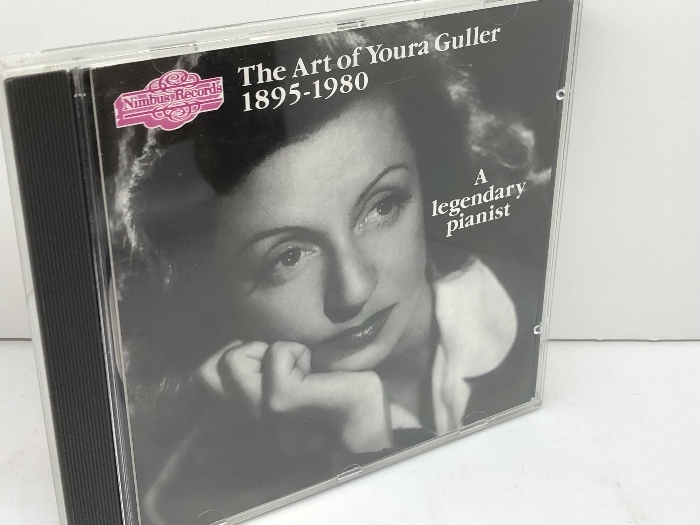 Nimbus Records
The Art of Youra Guller
1895-1980
A
legendary
pianist